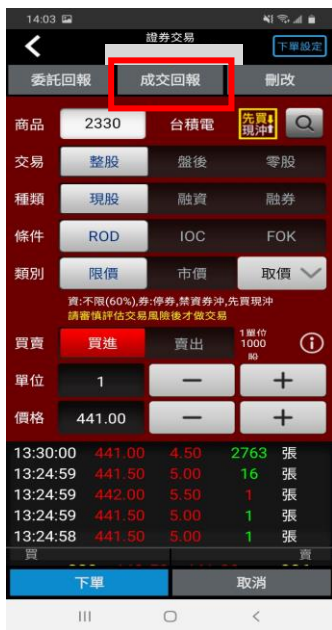 14:03
證券交易
下單設定
委託回報 成交回報 刪改
商品 2330 台積電 先買 現沖
交易 整股 盤後 零股
種類 現股 融資 融券
條件 ROD IOC FOK
類別 限價 市價 取價
資:不限(60%),券:停券,禁資券沖,先買現沖
請審慎評估交易風險後才做交易
買賣 買進 賣出 1單位 1000 股
單位 1 — +
價格 441.00 — +
13:30:00 441.00 4.50 2763 張
13:24:59 441.50 5.00 16 張
13:24:59 442.00 5.50 1 張
13:24:59 441.50 5.00 1 張
13:24:58 441.50 5.00 1 張
買 賣
下單 取消